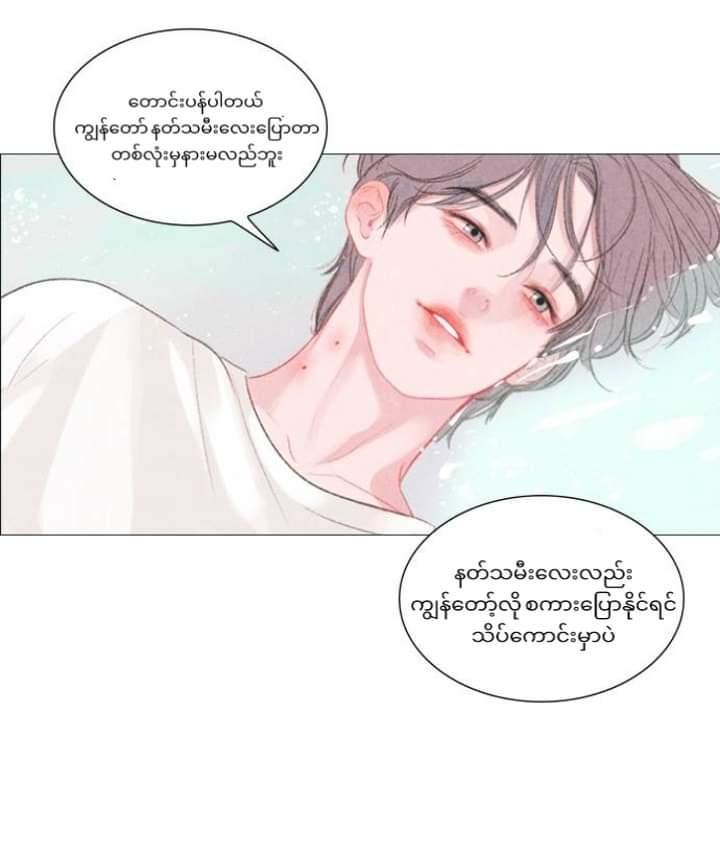 တောင်းပန်ပါတယ်
ကျွန်တော် နတ်သမီးလေးပြောတာ
တစ်လုံးမှနားမလည်ဘူး
နတ်သမီးလေးလည်း
ကျွန်တော့်လို စကားပြောနိုင်ရင်
သိပ်ကောင်းမှာပဲ